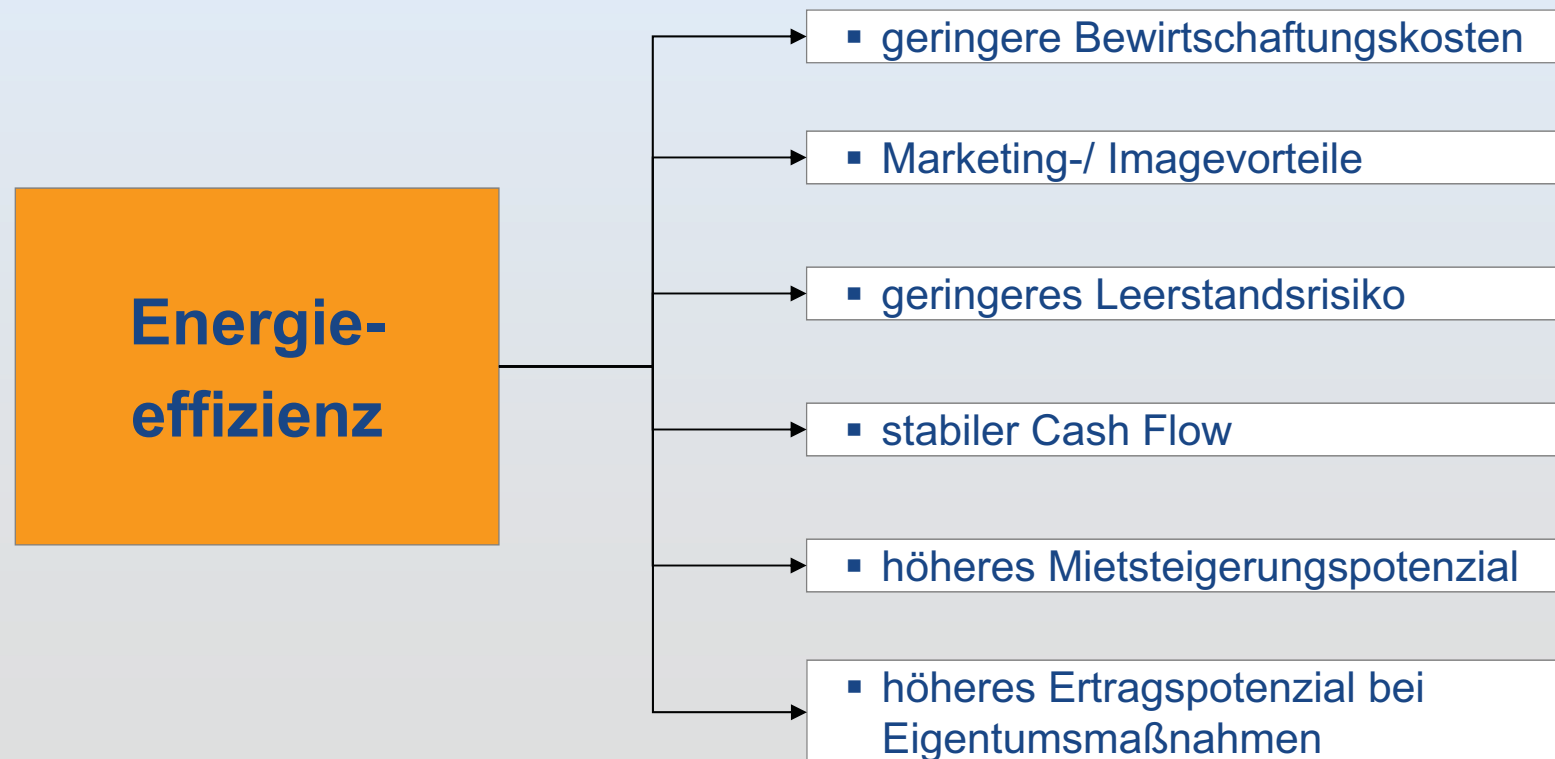 ▪ geringere Bewirtschaftungskosten
▪ Marketing-/ Imagevorteile
▪ geringeres Leerstandsrisiko
Energie-
effizienz
▪ stabiler Cash Flow
▪ höheres Mietsteigerungspotenzial
▪ höheres Ertragspotenzial bei
Eigentumsmaßnahmen